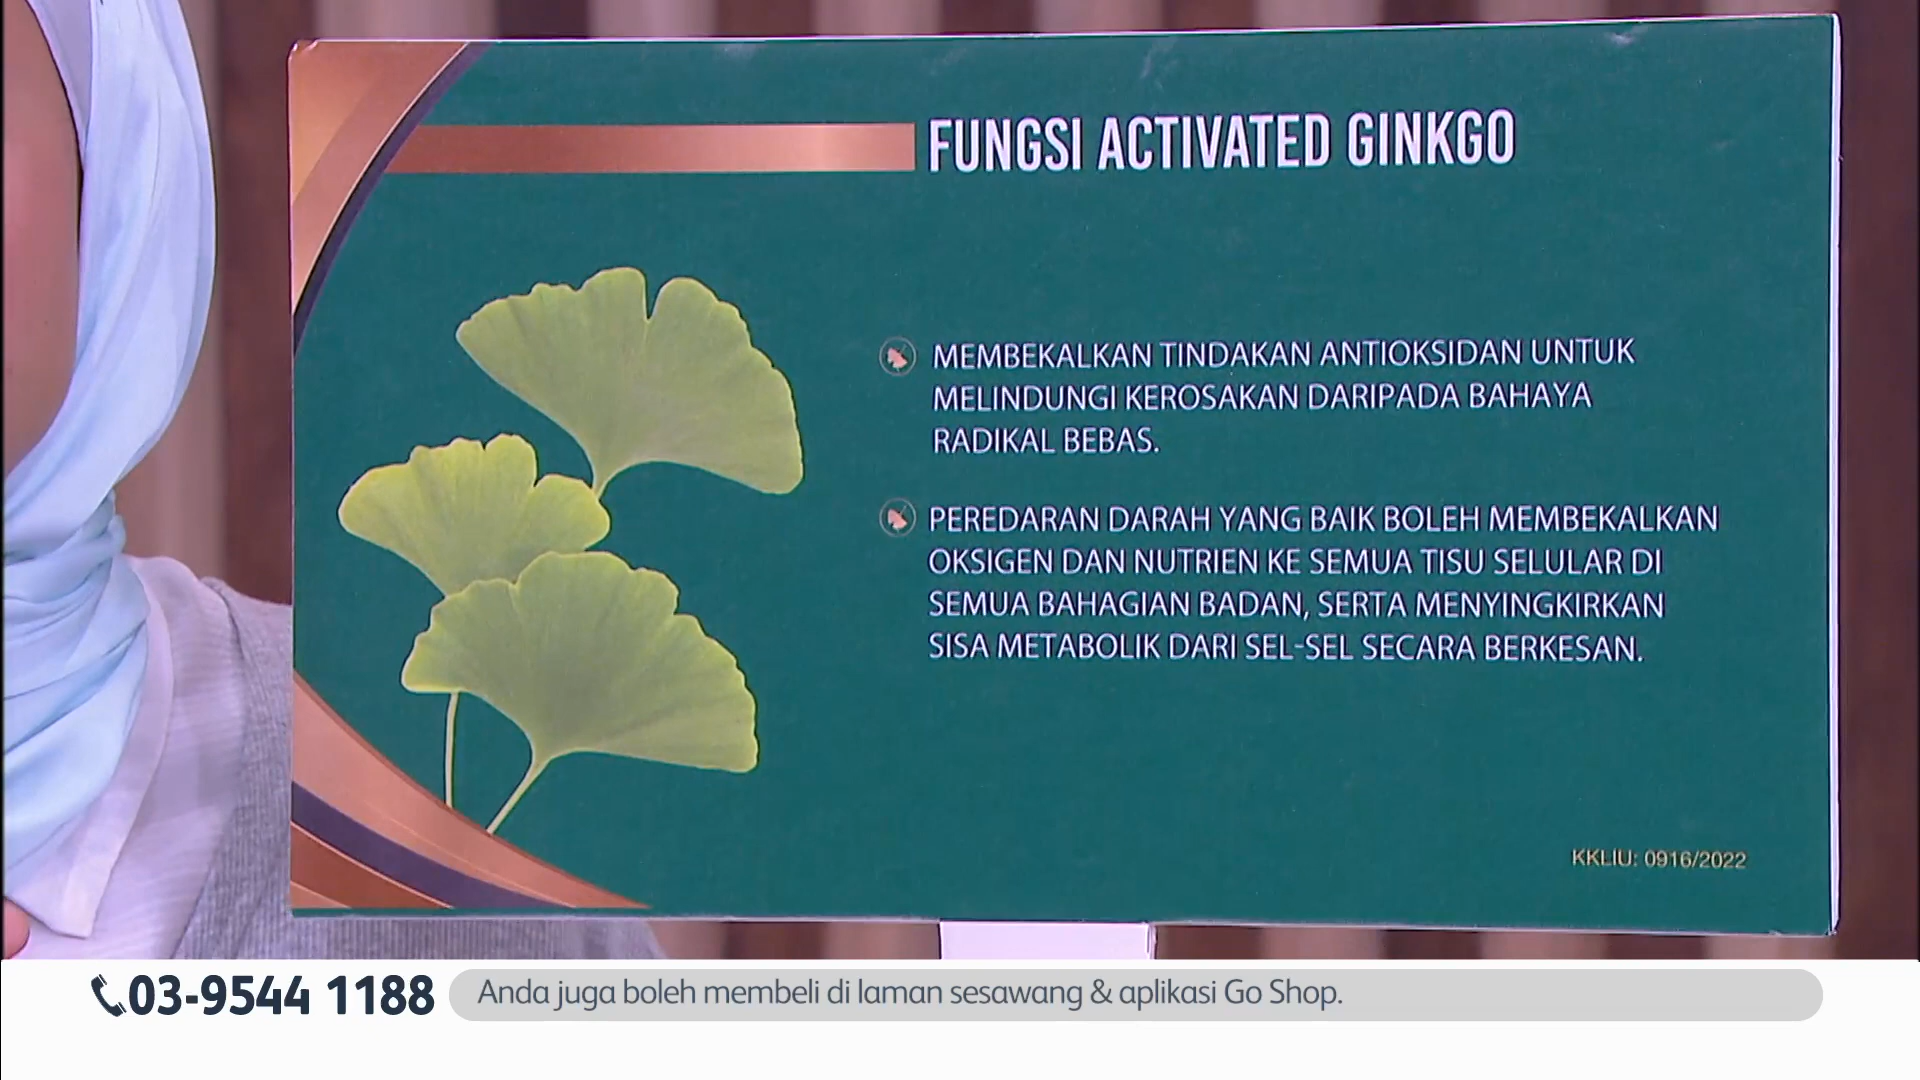 FUNGSI ACTIVATED GINKGO
MEMBEKALKAN TINDAKAN ANTIOKSIDAN UNTUK
MELINDUNGI KEROSAKAN DARIPADA BAHAYA
RADIKAL BEBAS.
PEREDARAN DARAH YANG BAIK BOLEH MEMBEKALKAN
OKSIGEN DAN NUTRIEN KE SEMUA TISU SELULAR DI
SEMUA BAHAGIAN BADAN, SERTA MENYINGKIRKAN
SISA METABOLIK DARI SEL-SEL SECARA BERKESAN.
KKLIU: 0916/2022
03-9544 1188
Anda juga boleh membeli di laman sesawang & aplikasi Go Shop.